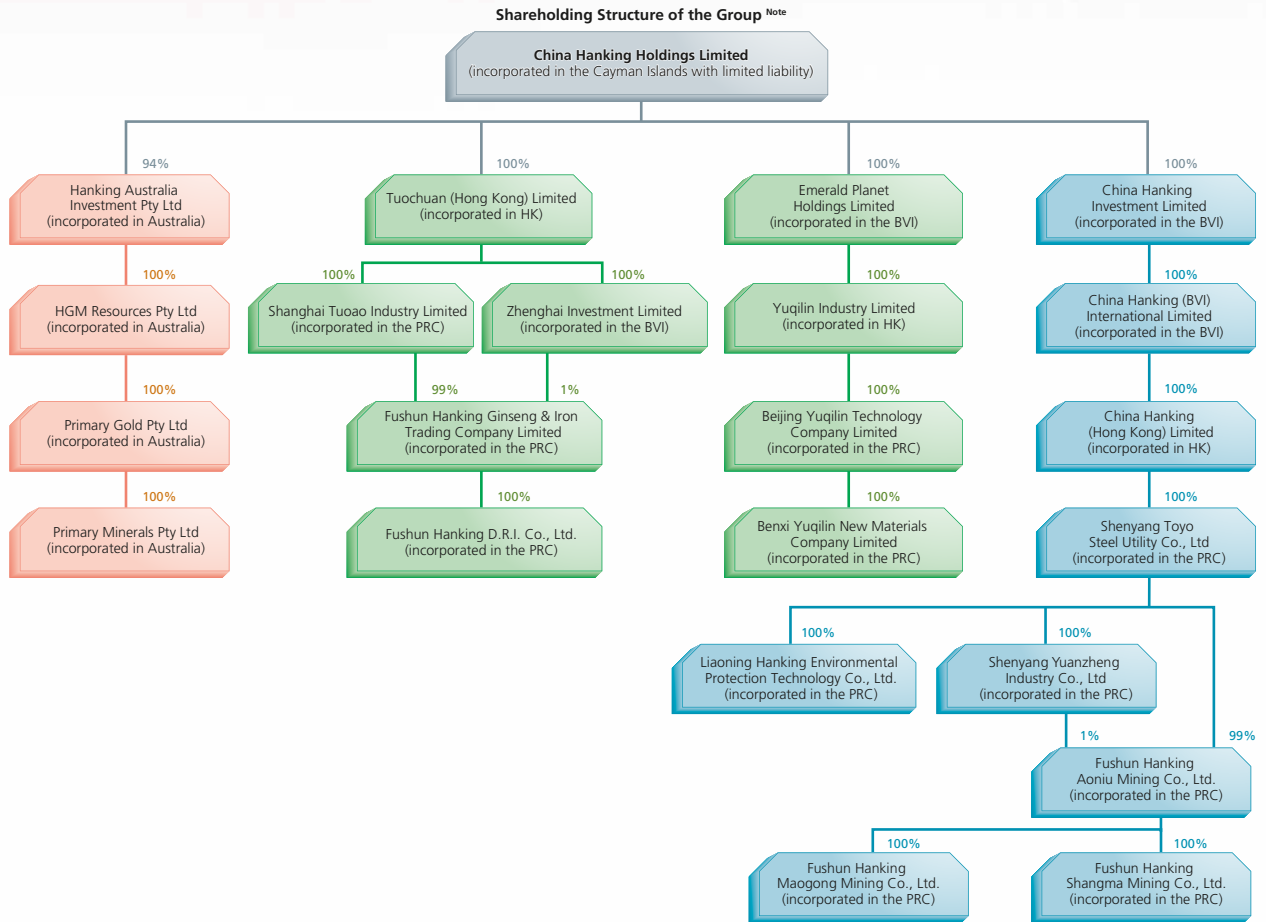 Shareholding Structure of the Group Note
China Hanking Holdings Limited
(incorporated in the Cayman Islands with limited liability)
94%
100%
100%
100%
Hanking Australia
Investment Pty Ltd
(incorporated in Australia)
Tuochuan (Hong Kong) Limited
(incorporated in HK)
Emerald Planet
Holdings Limited
(incorporated in the BVI)
China Hanking
Investment Limited
(incorporated in the BVI)
100%
100%
100%
100%
100%
HGM Resources Pty Ltd
(incorporated in Australia)
Shanghai Tuoao Industry Limited
(incorporated in the PRC)
Zhenghai Investment Limited
(incorporated in the BVI)
Yuqilin Industry Limited
(incorporated in HK)
China Hanking (BVI)
International Limited
(incorporated in the BVI)
100%
99%
1%
100%
100%
Primary Gold Pty Ltd
(incorporated in Australia)
Fushun Hanking Ginseng & Iron
Trading Company Limited
(incorporated in the PRC)
Beijing Yuqilin Technology
Company Limited
(incorporated in the PRC)
China Hanking
(Hong Kong) Limited
(incorporated in HK)
100%
100%
100%
100%
Primary Minerals Pty Ltd
(incorporated in Australia)
Fushun Hanking D.R.I. Co., Ltd.
(incorporated in the PRC)
Benxi Yuqilin New Materials
Company Limited
(incorporated in the PRC)
Shenyang Toyo
Steel Utility Co., Ltd
(incorporated in the PRC)
100%
100%
Liaoning Hanking Environmental
Protection Technology Co., Ltd.
(incorporated in the PRC)
Shenyang Yuanzheng
Industry Co., Ltd
(incorporated in the PRC)
1%
99%
Fushun Hanking
Aoniu Mining Co., Ltd.
(incorporated in the PRC)
100%
100%
Fushun Hanking
Maogong Mining Co., Ltd.
(incorporated in the PRC)
Fushun Hanking
Shangma Mining Co., Ltd.
(incorporated in the PRC)